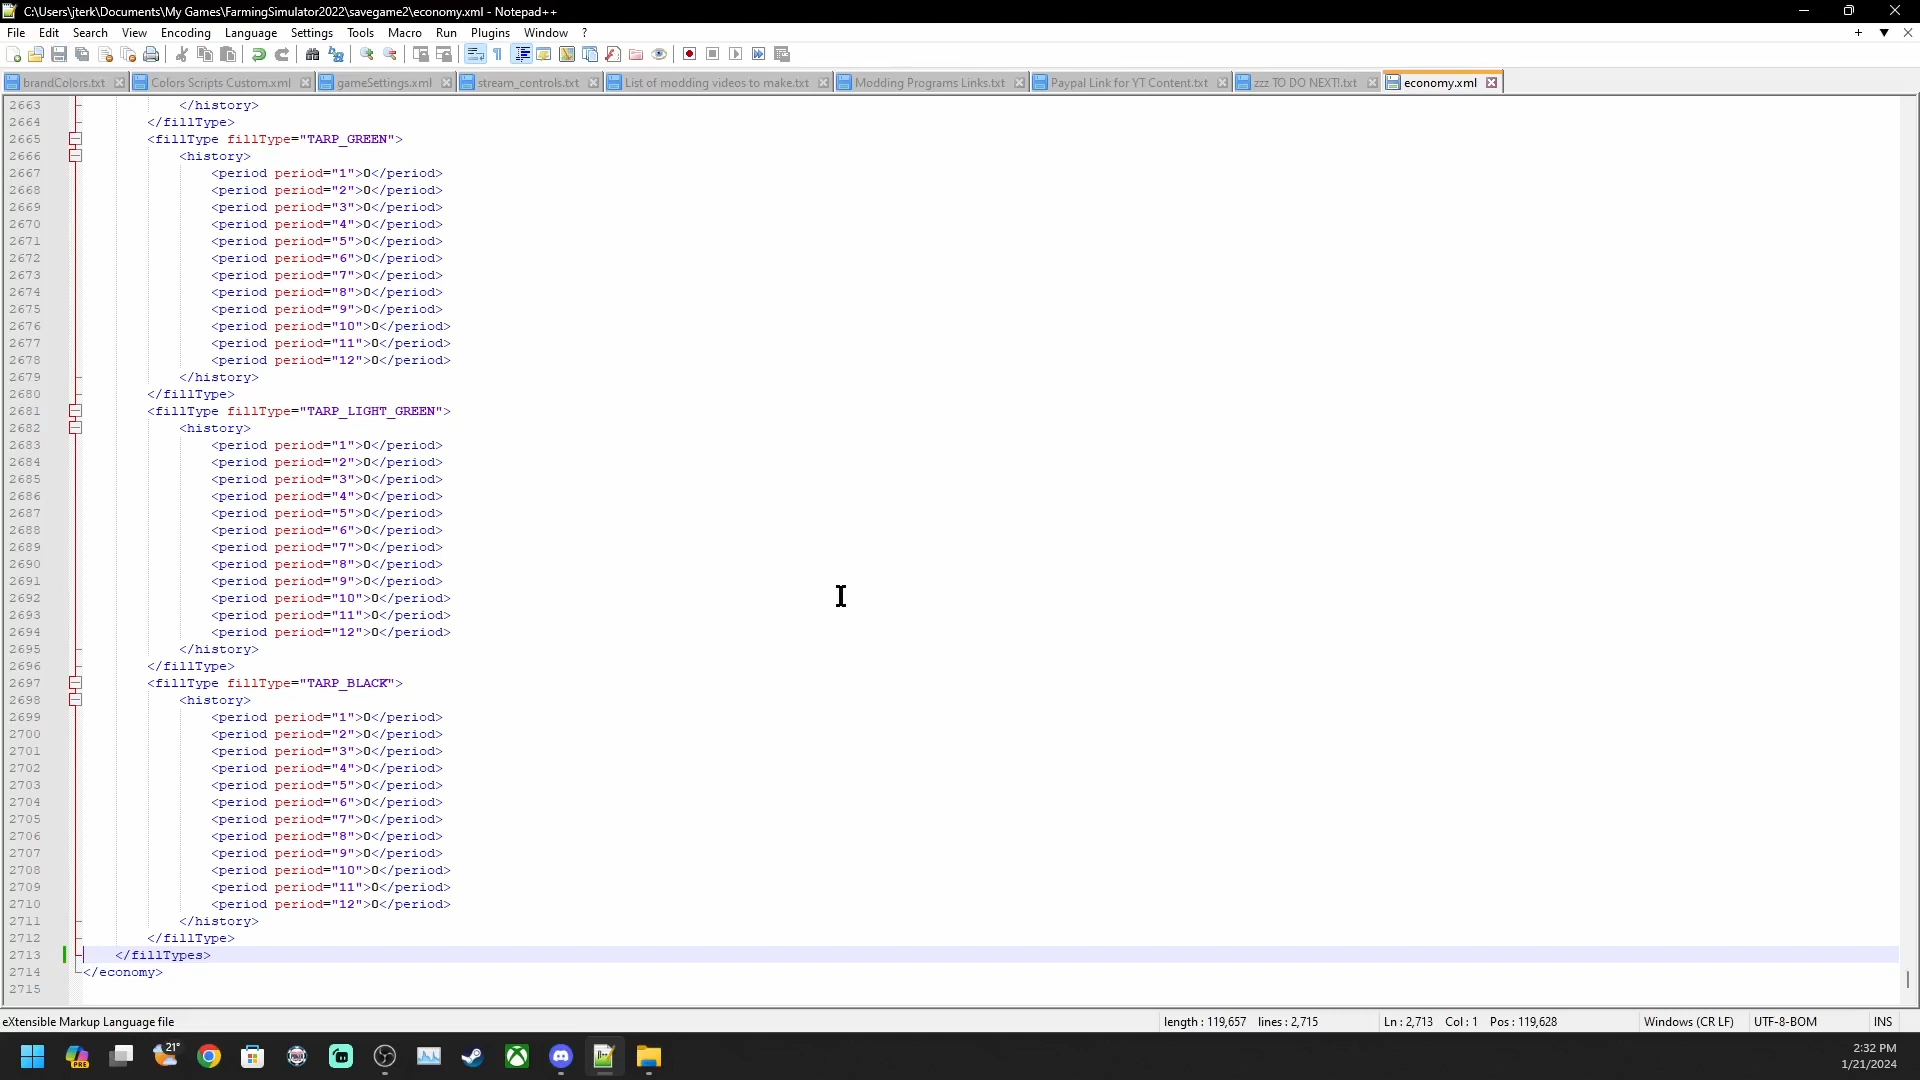 C:\Users\jterk\Documents\My Games\FarmingSimulator2022\savegame2\economy.xml - Notepad++
File Edit Search View Encoding Language Settings Tools Macro Run Plugins Window ?
brandColors.txt Colors Scripts Custom.xml gameSettings.xml stream_controls.txt List of modding videos to make.txt Modding Programs Links.txt Paypal Link for YT Content.txt zzz TO DO NEXT!.txt economy.xml
2663 </history>
2664 </fillType>
2665 <fillType fillType="TARP_GREEN">
2666 <history>
2667 <period period="1">0</period>
2668 <period period="2">0</period>
2669 <period period="3">0</period>
2670 <period period="4">0</period>
2671 <period period="5">0</period>
2672 <period period="6">0</period>
2673 <period period="7">0</period>
2674 <period period="8">0</period>
2675 <period period="9">0</period>
2676 <period period="10">0</period>
2677 <period period="11">0</period>
2678 <period period="12">0</period>
2679 </history>
2680 </fillType>
2681 <fillType fillType="TARP_LIGHT_GREEN">
2682 <history>
2683 <period period="1">0</period>
2684 <period period="2">0</period>
2685 <period period="3">0</period>
2686 <period period="4">0</period>
2687 <period period="5">0</period>
2688 <period period="6">0</period>
2689 <period period="7">0</period>
2690 <period period="8">0</period>
2691 <period period="9">0</period>
2692 <period period="10">0</period>
2693 <period period="11">0</period>
2694 <period period="12">0</period>
2695 </history>
2696 </fillType>
2697 <fillType fillType="TARP_BLACK">
2698 <history>
2699 <period period="1">0</period>
2700 <period period="2">0</period>
2701 <period period="3">0</period>
2702 <period period="4">0</period>
2703 <period period="5">0</period>
2704 <period period="6">0</period>
2705 <period period="7">0</period>
2706 <period period="8">0</period>
2707 <period period="9">0</period>
2708 <period period="10">0</period>
2709 <period period="11">0</period>
2710 <period period="12">0</period>
2711 </history>
2712 </fillType>
2713 </fillTypes>
2714 </economy>
2715
eXtensible Markup Language file length : 119,657 lines : 2,715 Ln : 2,713 Col : 1 Pos : 119,628 Windows (CR LF) UTF-8-BOM INS
PRE 21° 2:32 PM
1/21/2024